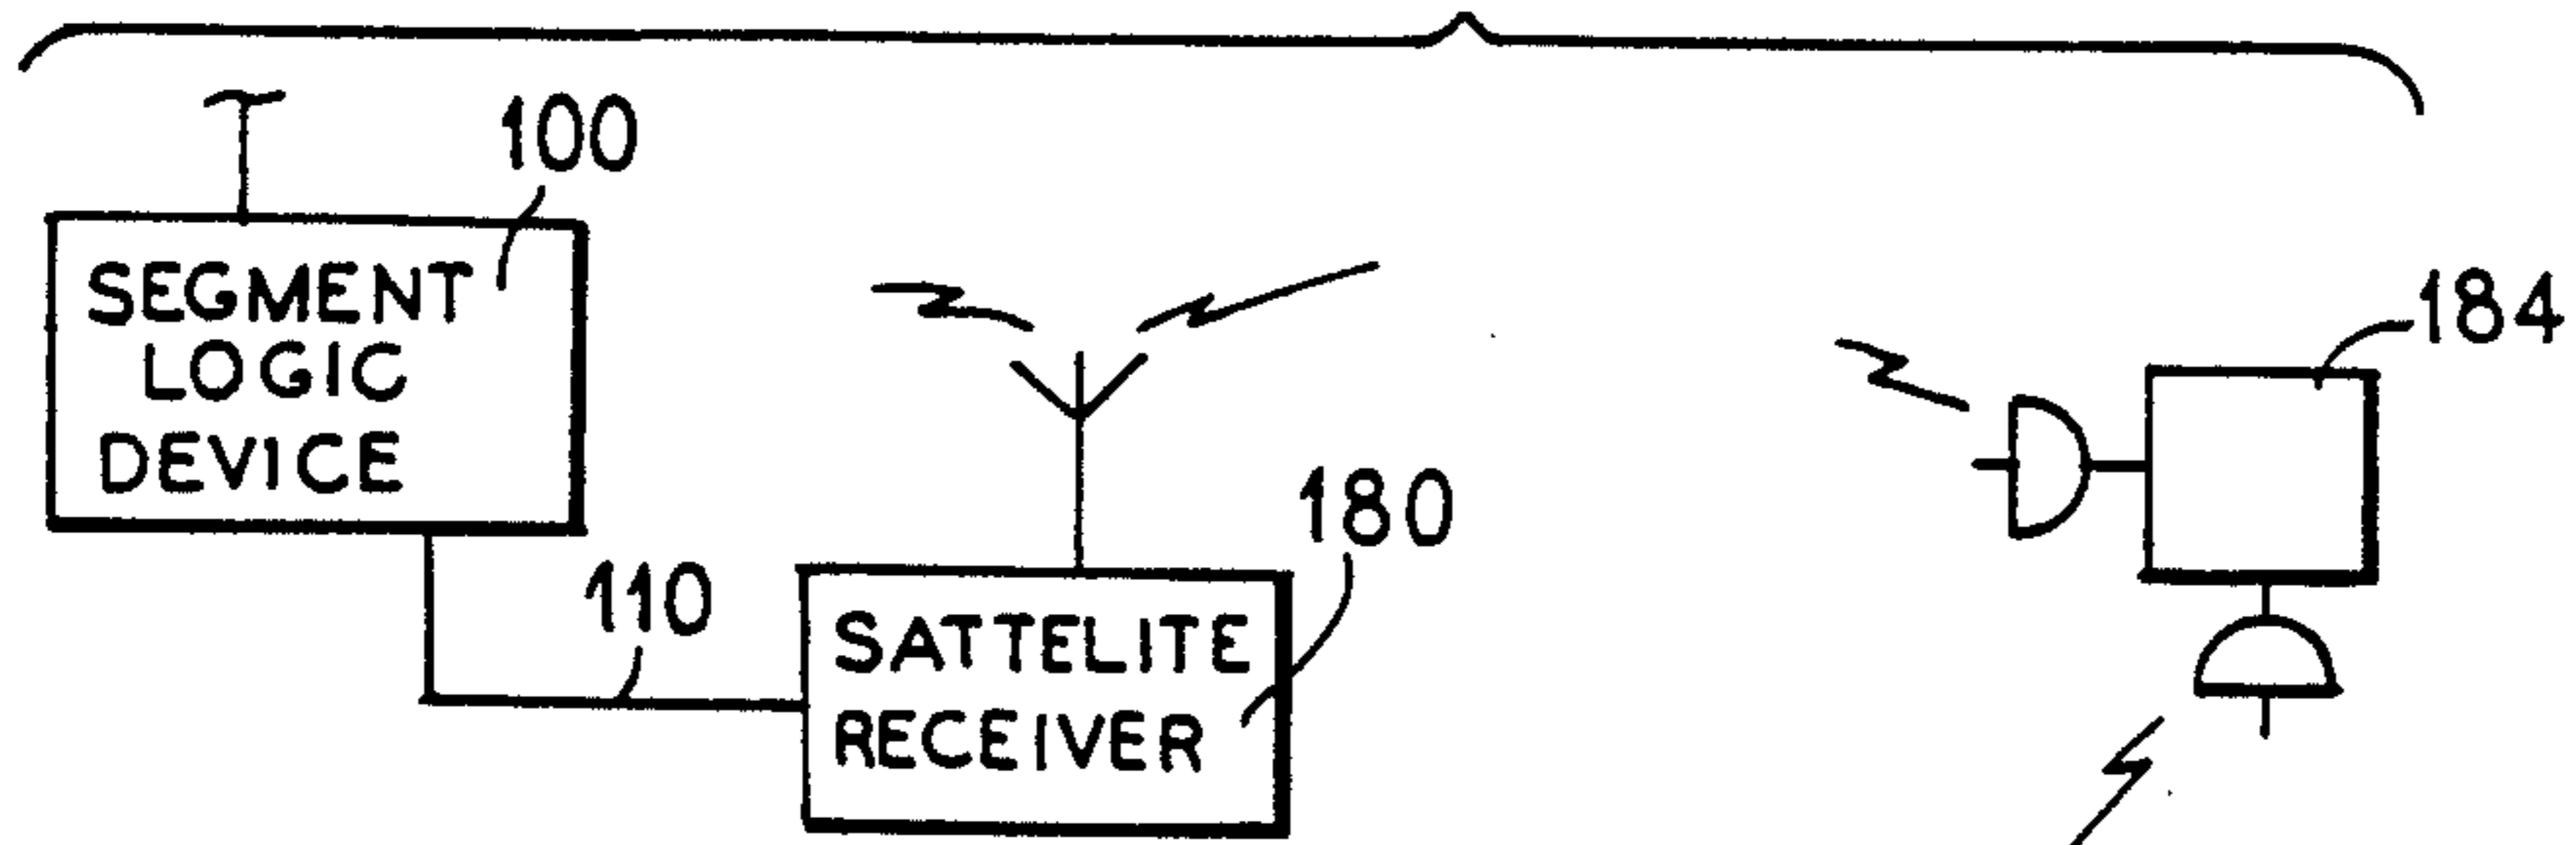 100
SEGMENT
LOGIC
DEVICE
184
180
110
SATTELITE
RECEIVER